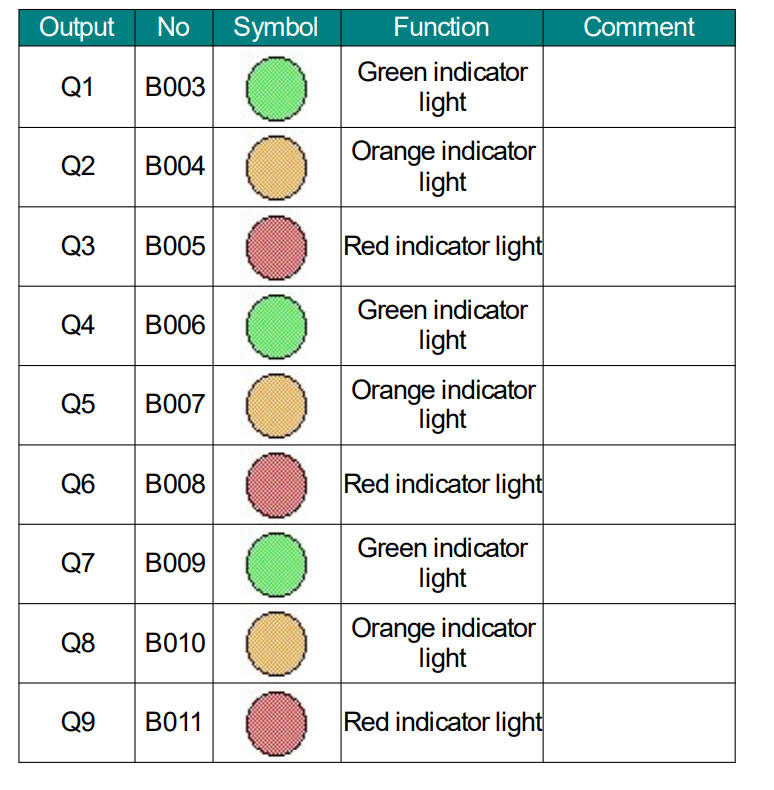 Output No Symbol Function Comment
Q1 B003 Green indicator
light
Q2 B004 Orange indicator
light
Q3 B005 Red indicator light
Q4 B006 Green indicator
light
Q5 B007 Orange indicator
light
Q6 B008 Red indicator light
Q7 B009 Green indicator
light
Q8 B010 Orange indicator
light
Q9 B011 Red indicator light